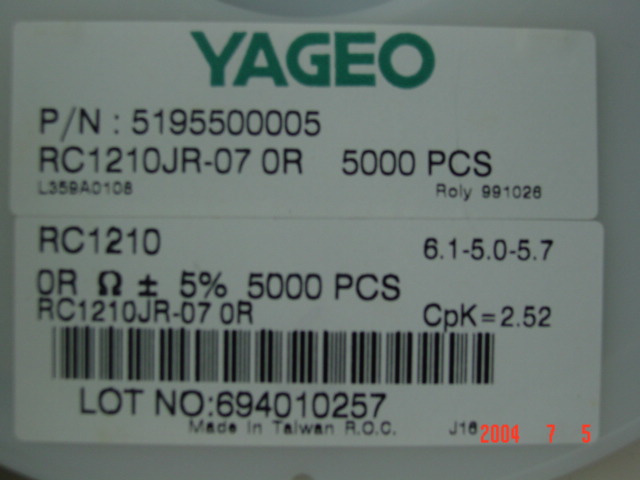 YAGEO
P/N : 5195500005
RC1210JR-07 0R 5000 PCS
L359A0108 Roly 991026
RC1210 6.1-5.0-5.7
0R Ω ± 5% 5000 PCS
RC1210JR-07 0R CpK=2.52
LOT NO:694010257
Made In Taiwan R.O.C. J16
2004 7 5